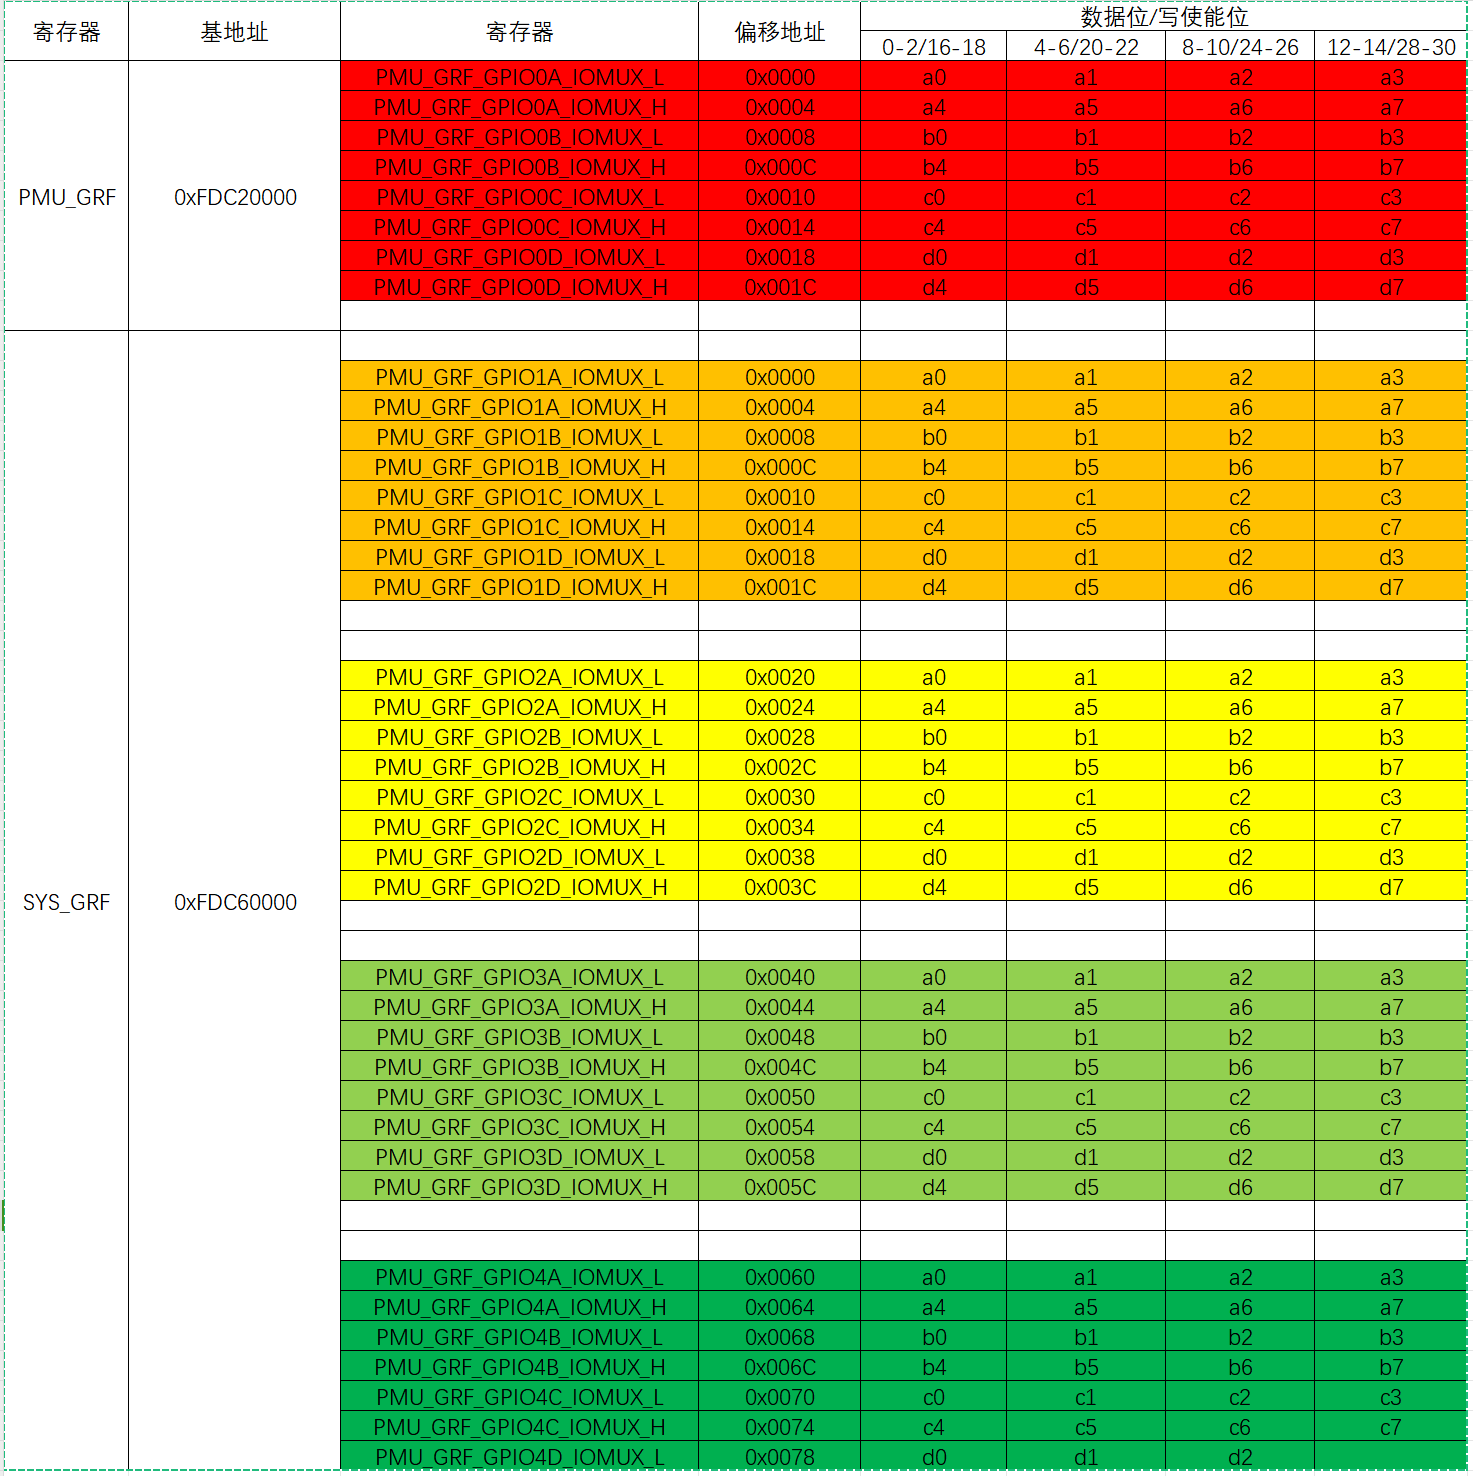 寄存器 基地址 寄存器 偏移地址 数据位/写使能位
0-2/16-18 4-6/20-22 8-10/24-26 12-14/28-30
PMU_GRF 0xFDC20000
PMU_GRF_GPIO0A_IOMUX_L 0x0000 a0 a1 a2 a3
PMU_GRF_GPIO0A_IOMUX_H 0x0004 a4 a5 a6 a7
PMU_GRF_GPIO0B_IOMUX_L 0x0008 b0 b1 b2 b3
PMU_GRF_GPIO0B_IOMUX_H 0x000C b4 b5 b6 b7
PMU_GRF_GPIO0C_IOMUX_L 0x0010 c0 c1 c2 c3
PMU_GRF_GPIO0C_IOMUX_H 0x0014 c4 c5 c6 c7
PMU_GRF_GPIO0D_IOMUX_L 0x0018 d0 d1 d2 d3
PMU_GRF_GPIO0D_IOMUX_H 0x001C d4 d5 d6 d7
SYS_GRF 0xFDC60000
PMU_GRF_GPIO1A_IOMUX_L 0x0000 a0 a1 a2 a3
PMU_GRF_GPIO1A_IOMUX_H 0x0004 a4 a5 a6 a7
PMU_GRF_GPIO1B_IOMUX_L 0x0008 b0 b1 b2 b3
PMU_GRF_GPIO1B_IOMUX_H 0x000C b4 b5 b6 b7
PMU_GRF_GPIO1C_IOMUX_L 0x0010 c0 c1 c2 c3
PMU_GRF_GPIO1C_IOMUX_H 0x0014 c4 c5 c6 c7
PMU_GRF_GPIO1D_IOMUX_L 0x0018 d0 d1 d2 d3
PMU_GRF_GPIO1D_IOMUX_H 0x001C d4 d5 d6 d7
PMU_GRF_GPIO2A_IOMUX_L 0x0020 a0 a1 a2 a3
PMU_GRF_GPIO2A_IOMUX_H 0x0024 a4 a5 a6 a7
PMU_GRF_GPIO2B_IOMUX_L 0x0028 b0 b1 b2 b3
PMU_GRF_GPIO2B_IOMUX_H 0x002C b4 b5 b6 b7
PMU_GRF_GPIO2C_IOMUX_L 0x0030 c0 c1 c2 c3
PMU_GRF_GPIO2C_IOMUX_H 0x0034 c4 c5 c6 c7
PMU_GRF_GPIO2D_IOMUX_L 0x0038 d0 d1 d2 d3
PMU_GRF_GPIO2D_IOMUX_H 0x003C d4 d5 d6 d7
PMU_GRF_GPIO3A_IOMUX_L 0x0040 a0 a1 a2 a3
PMU_GRF_GPIO3A_IOMUX_H 0x0044 a4 a5 a6 a7
PMU_GRF_GPIO3B_IOMUX_L 0x0048 b0 b1 b2 b3
PMU_GRF_GPIO3B_IOMUX_H 0x004C b4 b5 b6 b7
PMU_GRF_GPIO3C_IOMUX_L 0x0050 c0 c1 c2 c3
PMU_GRF_GPIO3C_IOMUX_H 0x0054 c4 c5 c6 c7
PMU_GRF_GPIO3D_IOMUX_L 0x0058 d0 d1 d2 d3
PMU_GRF_GPIO3D_IOMUX_H 0x005C d4 d5 d6 d7
PMU_GRF_GPIO4A_IOMUX_L 0x0060 a0 a1 a2 a3
PMU_GRF_GPIO4A_IOMUX_H 0x0064 a4 a5 a6 a7
PMU_GRF_GPIO4B_IOMUX_L 0x0068 b0 b1 b2 b3
PMU_GRF_GPIO4B_IOMUX_H 0x006C b4 b5 b6 b7
PMU_GRF_GPIO4C_IOMUX_L 0x0070 c0 c1 c2 c3
PMU_GRF_GPIO4C_IOMUX_H 0x0074 c4 c5 c6 c7
PMU_GRF_GPIO4D_IOMUX_L 0x0078 d0 d1 d2